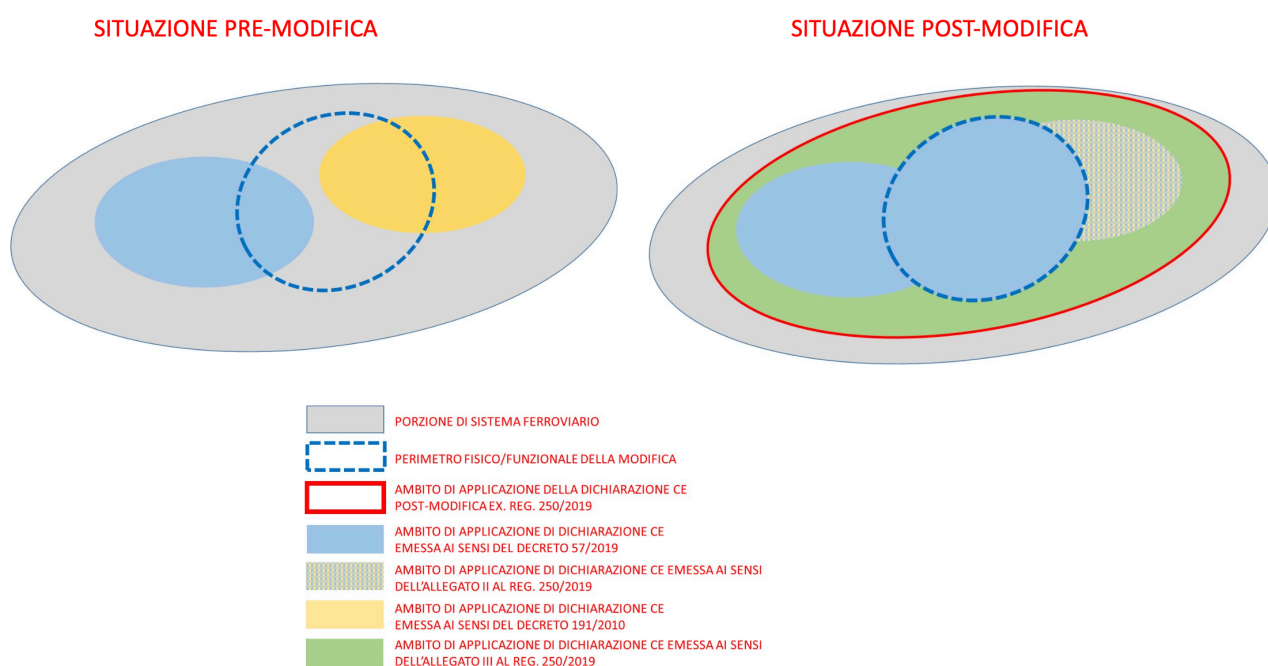 SITUAZIONE PRE-MODIFICA
SITUAZIONE POST-MODIFICA
PORZIONE DI SISTEMA FERROVIARIO
PERIMETRO FISICO/FUNZIONALE DELLA MODIFICA
AMBITO DI APPLICAZIONE DELLA DICHIARAZIONE CE
POST-MODIFICA EX. REG. 250/2019
AMBITO DI APPLICAZIONE DI DICHIARAZIONE CE
EMESSA AI SENSI DEL DECRETO 57/2019
AMBITO DI APPLICAZIONE DI DICHIARAZIONE CE EMESSA AI SENSI
DELL'ALLEGATO II AL REG. 250/2019
AMBITO DI APPLICAZIONE DI DICHIARAZIONE CE
EMESSA AI SENSI DEL DECRETO 191/2010
AMBITO DI APPLICAZIONE DI DICHIARAZIONE CE EMESSA AI SENSI
DELL'ALLEGATO III AL REG. 250/2019